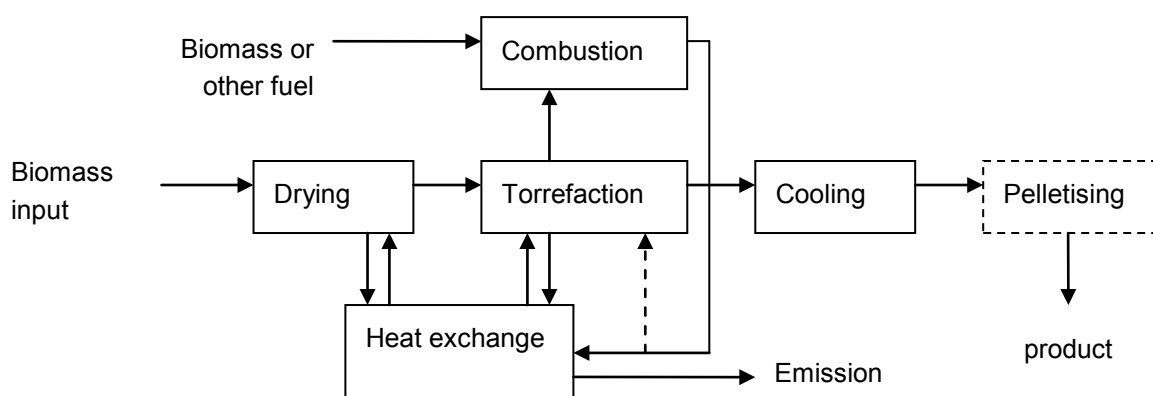 Biomass or
other fuel
Combustion
Biomass
input
Drying
Torrefaction
Cooling
Pelletising
Heat exchange
product
Emission